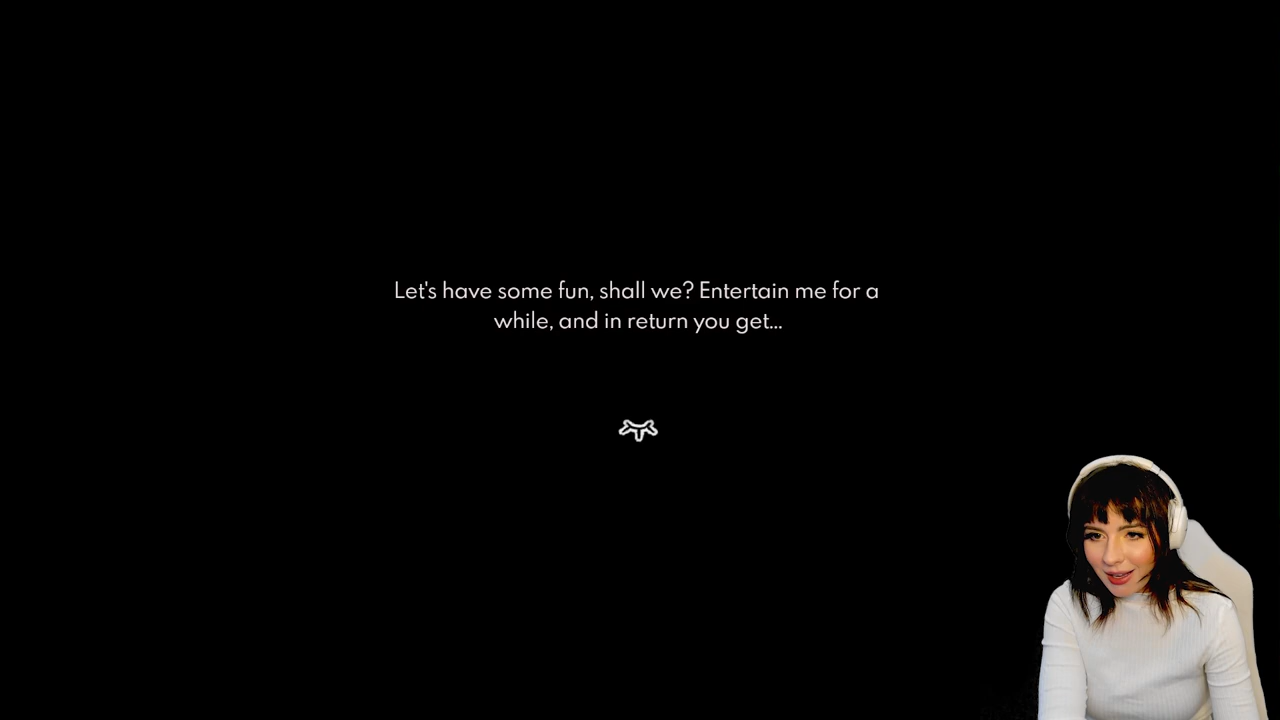 Let's have some fun, shall we? Entertain me for a
while, and in return you get...